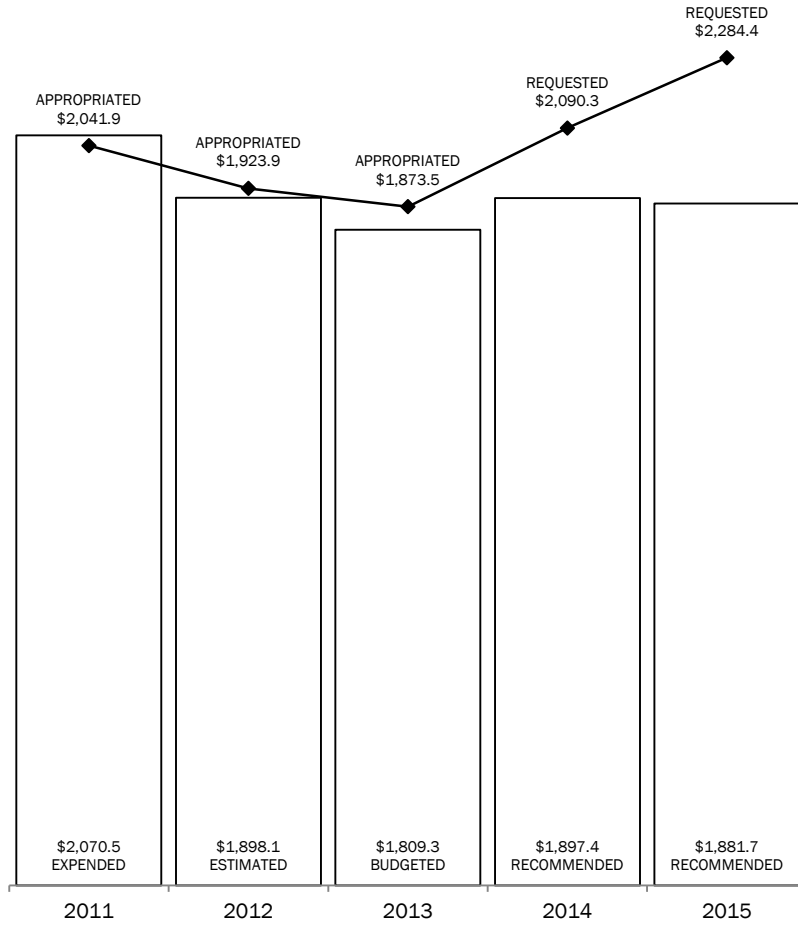 REQUESTED
$2,284.4
REQUESTED
$2,090.3
APPROPRIATED
$2,041.9
APPROPRIATED
$1,923.9
APPROPRIATED
$1,873.5
$2,070.5
EXPENDED
$1,898.1
ESTIMATED
$1,809.3
BUDGETED
$1,897.4
RECOMMENDED
$1,881.7
RECOMMENDED
2011
2012
2013
2014
2015